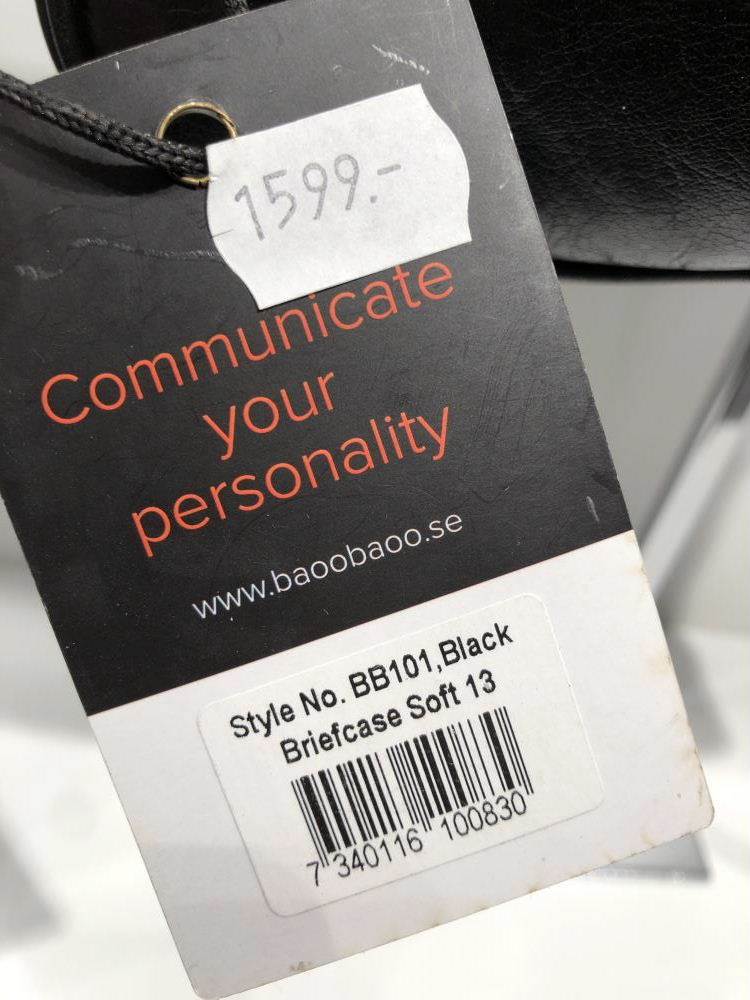 1599.-
Communicate
your
personality
www.baoobaoo.se
Style No. BB101,Black
Briefcase Soft 13
7 340116 100830